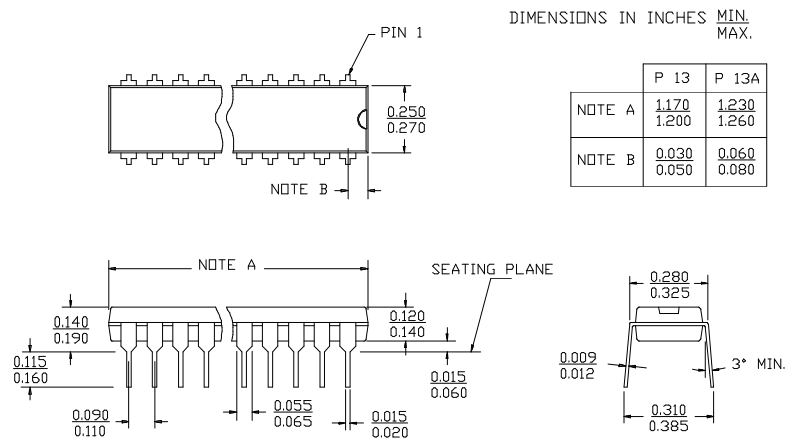 DIMENSIONS IN INCHES MIN.
MAX.
PIN 1
0.250
0.270
NOTE B
P 13 P 13A
NOTE A 1.170 1.230
1.200 1.260
NOTE B 0.030 0.060
0.050 0.080
NOTE A
SEATING PLANE
0.280
0.325
0.140
0.190
0.120
0.140
0.115
0.160
0.015
0.060
0.009
0.012
3° MIN.
0.090
0.110
0.055
0.065
0.015
0.020
0.310
0.385